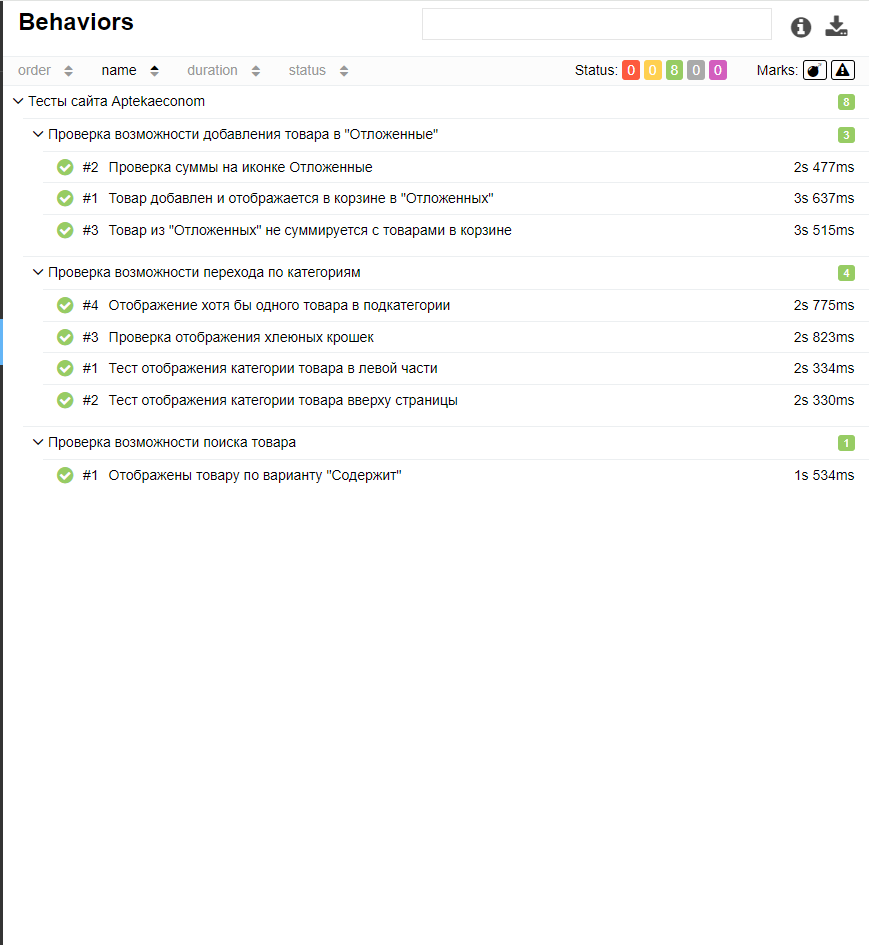 Behaviors
order name duration status Status: 0 0 8 0 0 Marks:
Тесты сайта Aptekaeconom 8
Проверка возможности добавления товара в "Отложенные" 3
#2 Проверка суммы на иконке Отложенные 2s 477ms
#1 Товар добавлен и отображается в корзине в "Отложенных" 3s 637ms
#3 Товар из "Отложенных" не суммируется с товарами в корзине 3s 515ms
Проверка возможности перехода по категориям 4
#4 Отображение хотя бы одного товара в подкатегории 2s 775ms
#3 Проверка отображения хлеюных крошек 2s 823ms
#1 Тест отображения категории товара в левой части 2s 334ms
#2 Тест отображения категории товара вверху страницы 2s 330ms
Проверка возможности поиска товара 1
#1 Отображены товару по варианту "Содержит" 1s 534ms